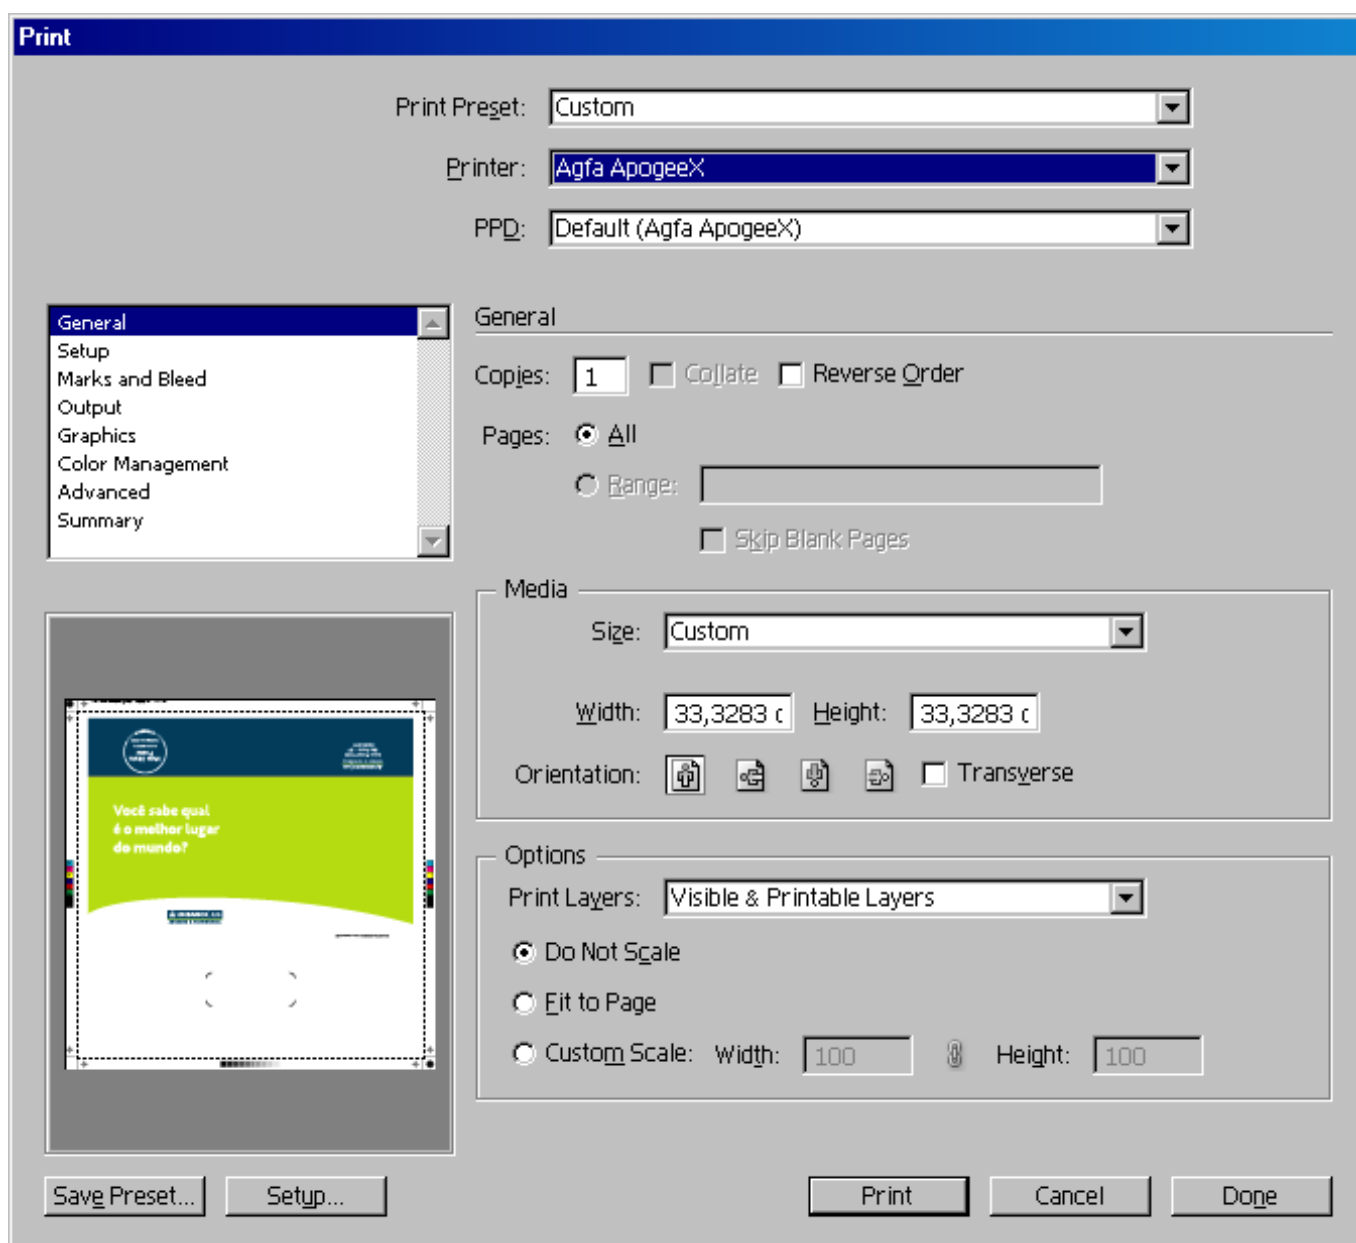 Print
Print Preset: Custom
Printer: Agfa ApogeeX
PPD: Default (Agfa ApogeeX)
General
Setup
Marks and Bleed
Output
Graphics
Color Management
Advanced
Summary
General
Copies: 1 Collate Reverse Order
Pages: All
Range:
Skip Blank Pages
Media
Size: Custom
Width: 33,3283 c Height: 33,3283 c
Orientation: Transverse
Options
Print Layers: Visible & Printable Layers
Do Not Scale
Fit to Page
Custom Scale: Width: 100 Height: 100
Você sabe qual
é o melhor lugar
do mundo?
Save Preset... Setup... Print Cancel Done